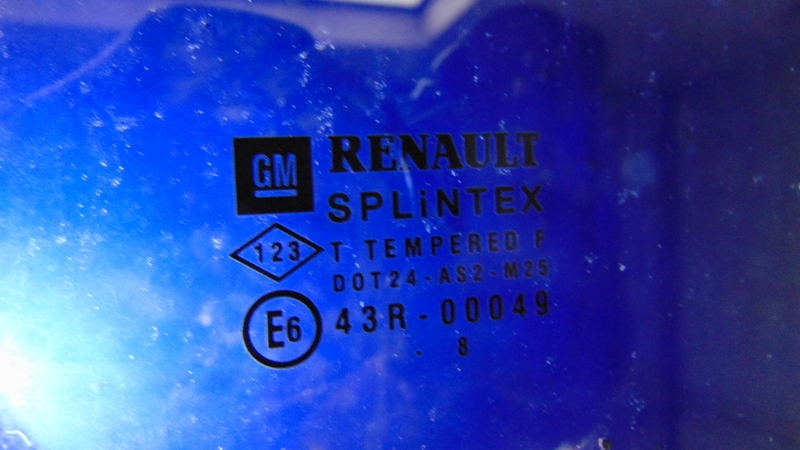 GM RENAULT
SPLiNTEX
123 T TEMPERED F
DOT24-AS2-M25
E6 43R-00049
. 8